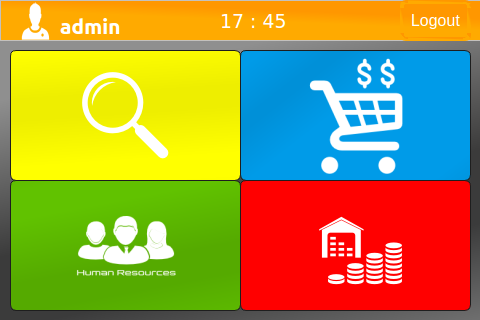 admin
17 : 45
Logout
$ $
Human Resources